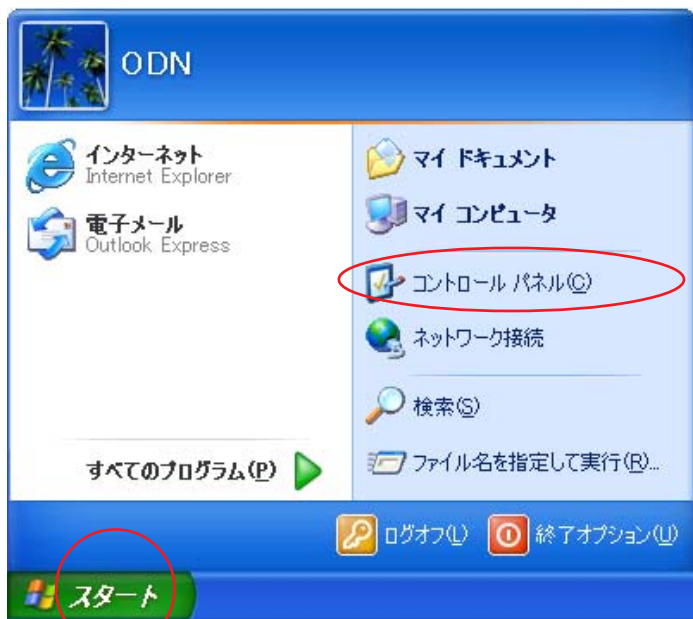 ODN
インターネット
Internet Explorer
電子メール
Outlook Express
すべてのプログラム(P)
マイ ドキュメント
マイ コンピュータ
コントロール パネル(C)
ネットワーク接続
検索(S)
ファイル名を指定して実行(R)...
ログオフ(L)
終了オプション(U)
スタート